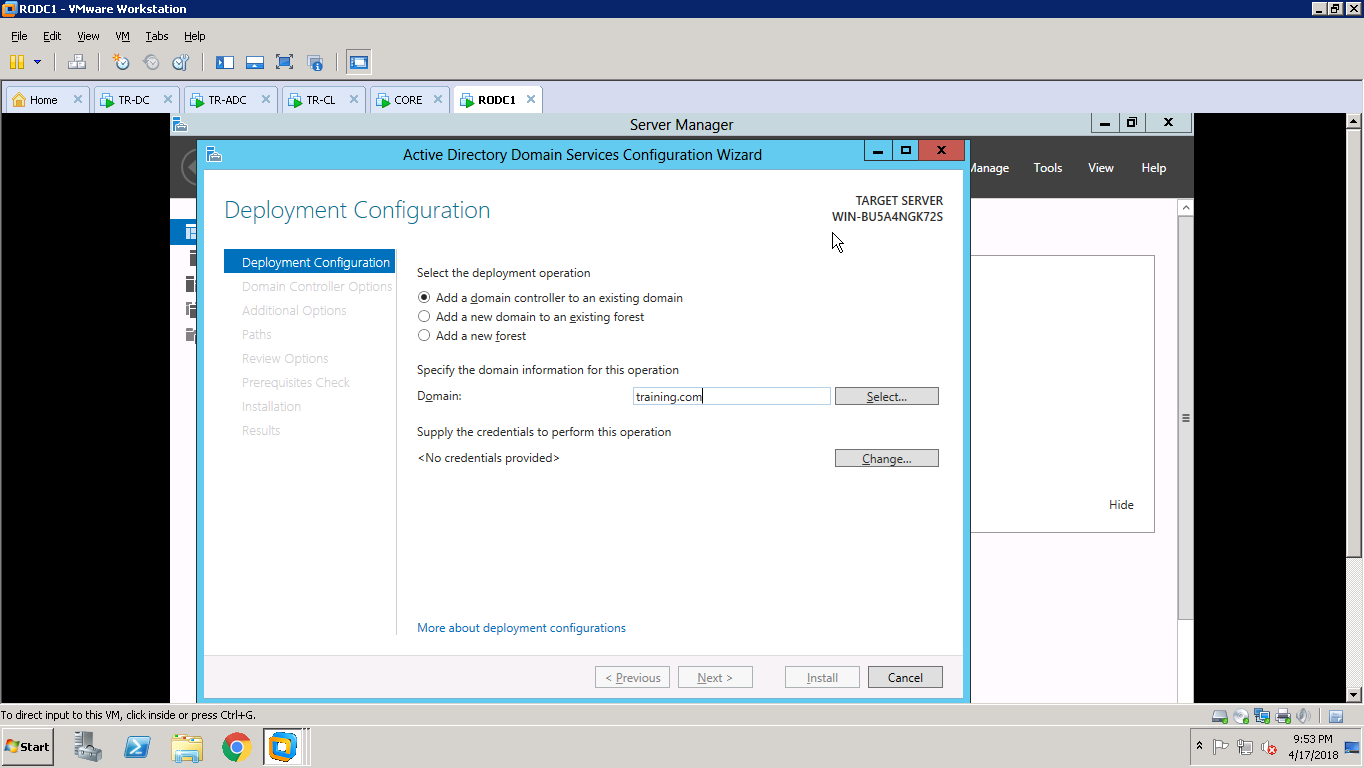 RODC1 - VMware Workstation
File Edit View VM Tabs Help
Home TR-DC TR-ADC TR-CL CORE RODC1
Server Manager
Active Directory Domain Services Configuration Wizard
Manage Tools View Help
Deployment Configuration
TARGET SERVER
WIN-BU5A4NGK72S
Deployment Configuration
Domain Controller Options
Additional Options
Paths
Review Options
Prerequisites Check
Installation
Results
Select the deployment operation
Add a domain controller to an existing domain
Add a new domain to an existing forest
Add a new forest
Specify the domain information for this operation
Domain: training.com Select...
Supply the credentials to perform this operation
<No credentials provided> Change...
Hide
More about deployment configurations
< Previous Next > Install Cancel
To direct input to this VM, click inside or press Ctrl+G.
Start
9:53 PM
4/17/2018